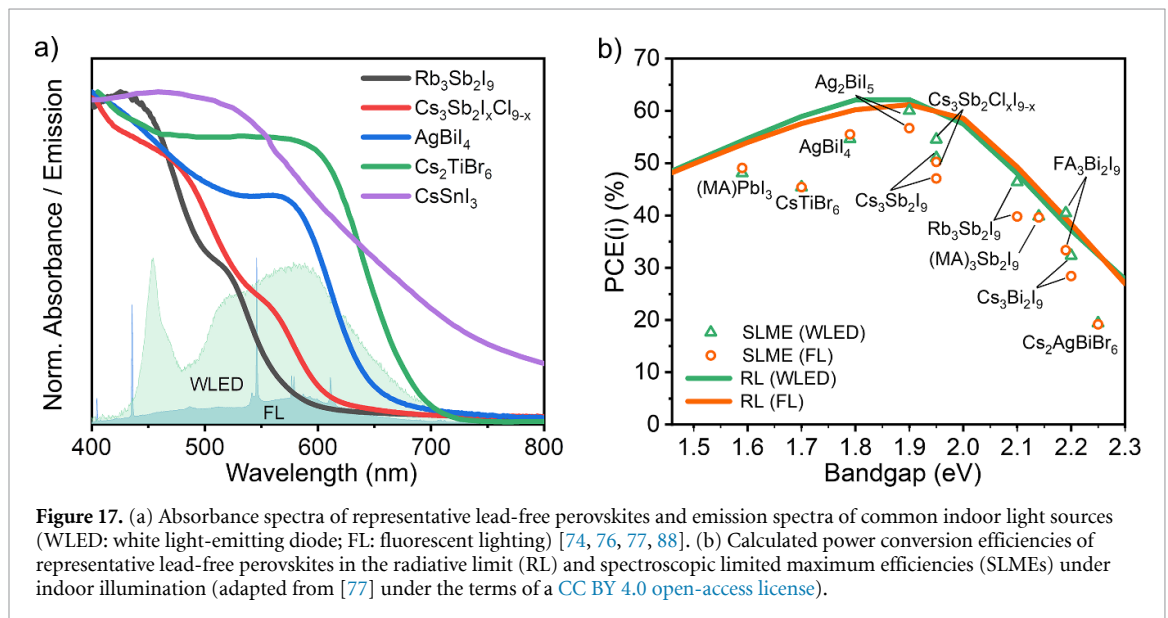 a)
Norm. Absorbance / Emission
Rb₃Sb₂I₉
Cs₃Sb₂IₓCl₉₋ₓ
AgBiI₄
Cs₂TiBr₆
CsSnI₃
WLED
FL
400 500 600 700 800
Wavelength (nm)
b)
PCE(i) (%)
70
60
50
40
30
20
10
0
Ag₂BiI₅
Cs₃Sb₂ClₓI₉₋ₓ
AgBiI₄
FA₃Bi₂I₉
(MA)PbI₃
CsTiBr₆
Cs₃Sb₂I₉
Rb₃Sb₂I₉
(MA)₃Sb₂I₉
Cs₃Bi₂I₉
Cs₂AgBiBr₆
SLME (WLED)
SLME (FL)
RL (WLED)
RL (FL)
1.5 1.6 1.7 1.8 1.9 2.0 2.1 2.2 2.3
Bandgap (eV)
Figure 17. (a) Absorbance spectra of representative lead-free perovskites and emission spectra of common indoor light sources
(WLED: white light-emitting diode; FL: fluorescent lighting) [74, 76, 77, 88]. (b) Calculated power conversion efficiencies of
representative lead-free perovskites in the radiative limit (RL) and spectroscopic limited maximum efficiencies (SLMEs) under
indoor illumination (adapted from [77] under the terms of a CC BY 4.0 open-access license).